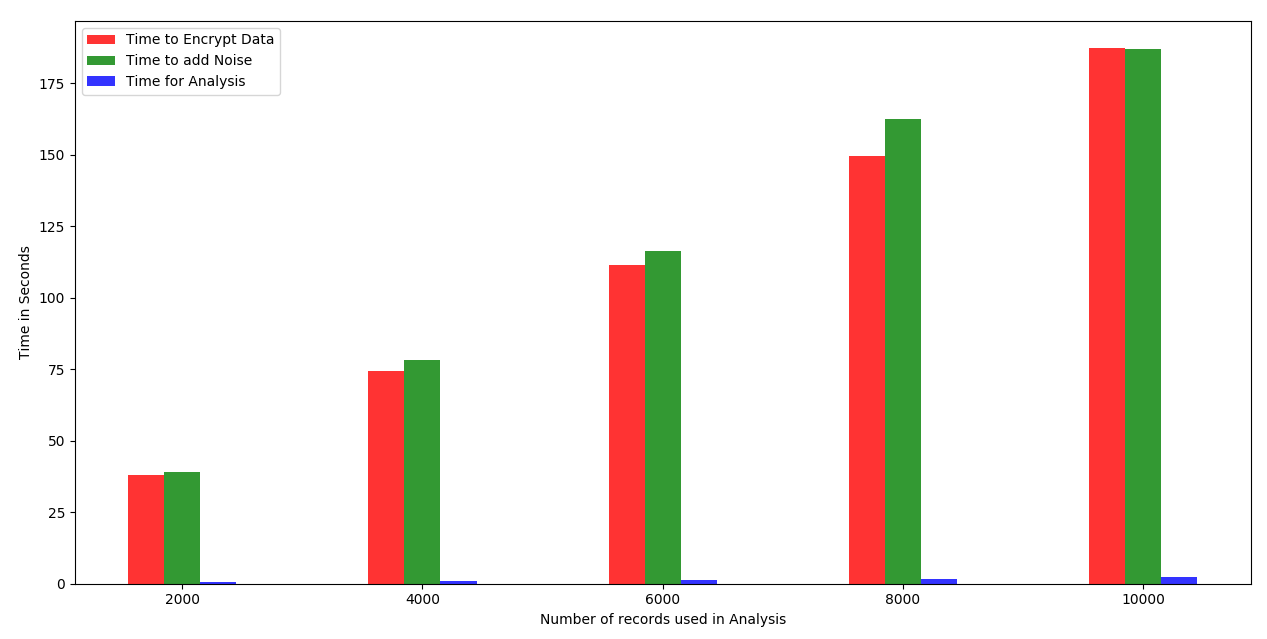 Time to Encrypt Data
Time to add Noise
Time for Analysis
175
150
125
100
75
50
25
0
Time in Seconds
2000 4000 6000 8000 10000
Number of records used in Analysis